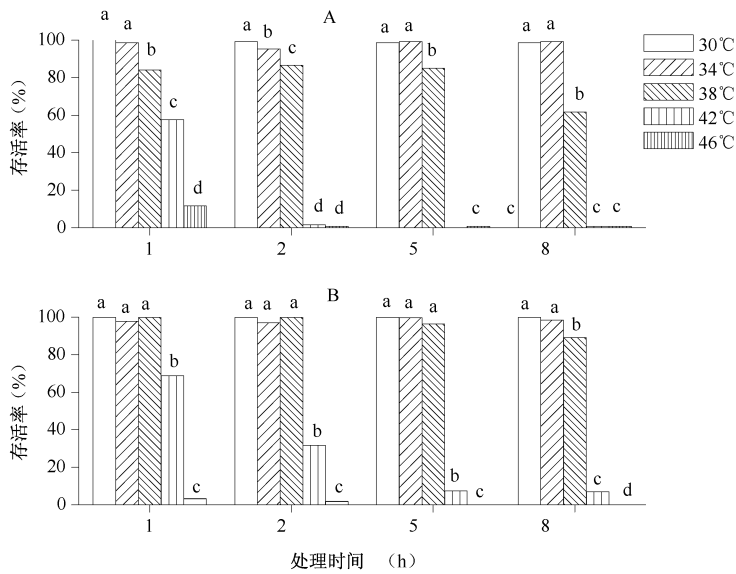 A
a a b c d a b c d d a a b c c a a b c c
100
80
60
40
20
0
存活率(%)
1 2 5 8
30℃
34℃
38℃
42℃
46℃
B
a a a b c a a a b c a a a b c a a b c d
100
80
60
40
20
0
存活率(%)
1 2 5 8
处理时间 (h)